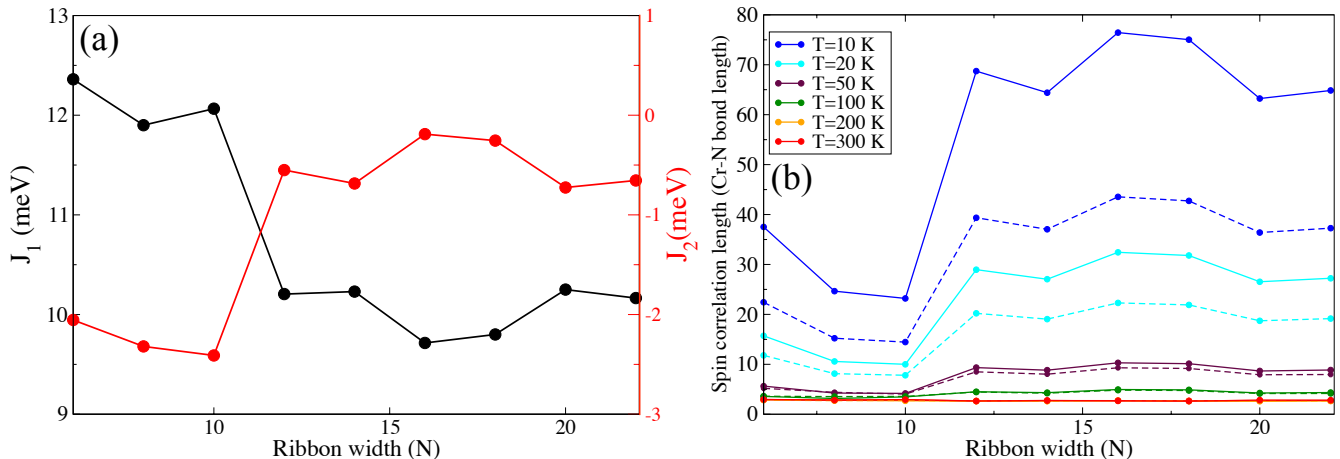 (a)
13
12
11
10
9
J₁ (meV)
1
0
-1
-2
-3
J₂(meV)
10
15
20
Ribbon width (N)
(b)
80
70
60
50
40
30
20
10
0
Spin correlation length (Cr-N bond length)
T=10 K
T=20 K
T=50 K
T=100 K
T=200 K
T=300 K
10
15
20
Ribbon width (N)